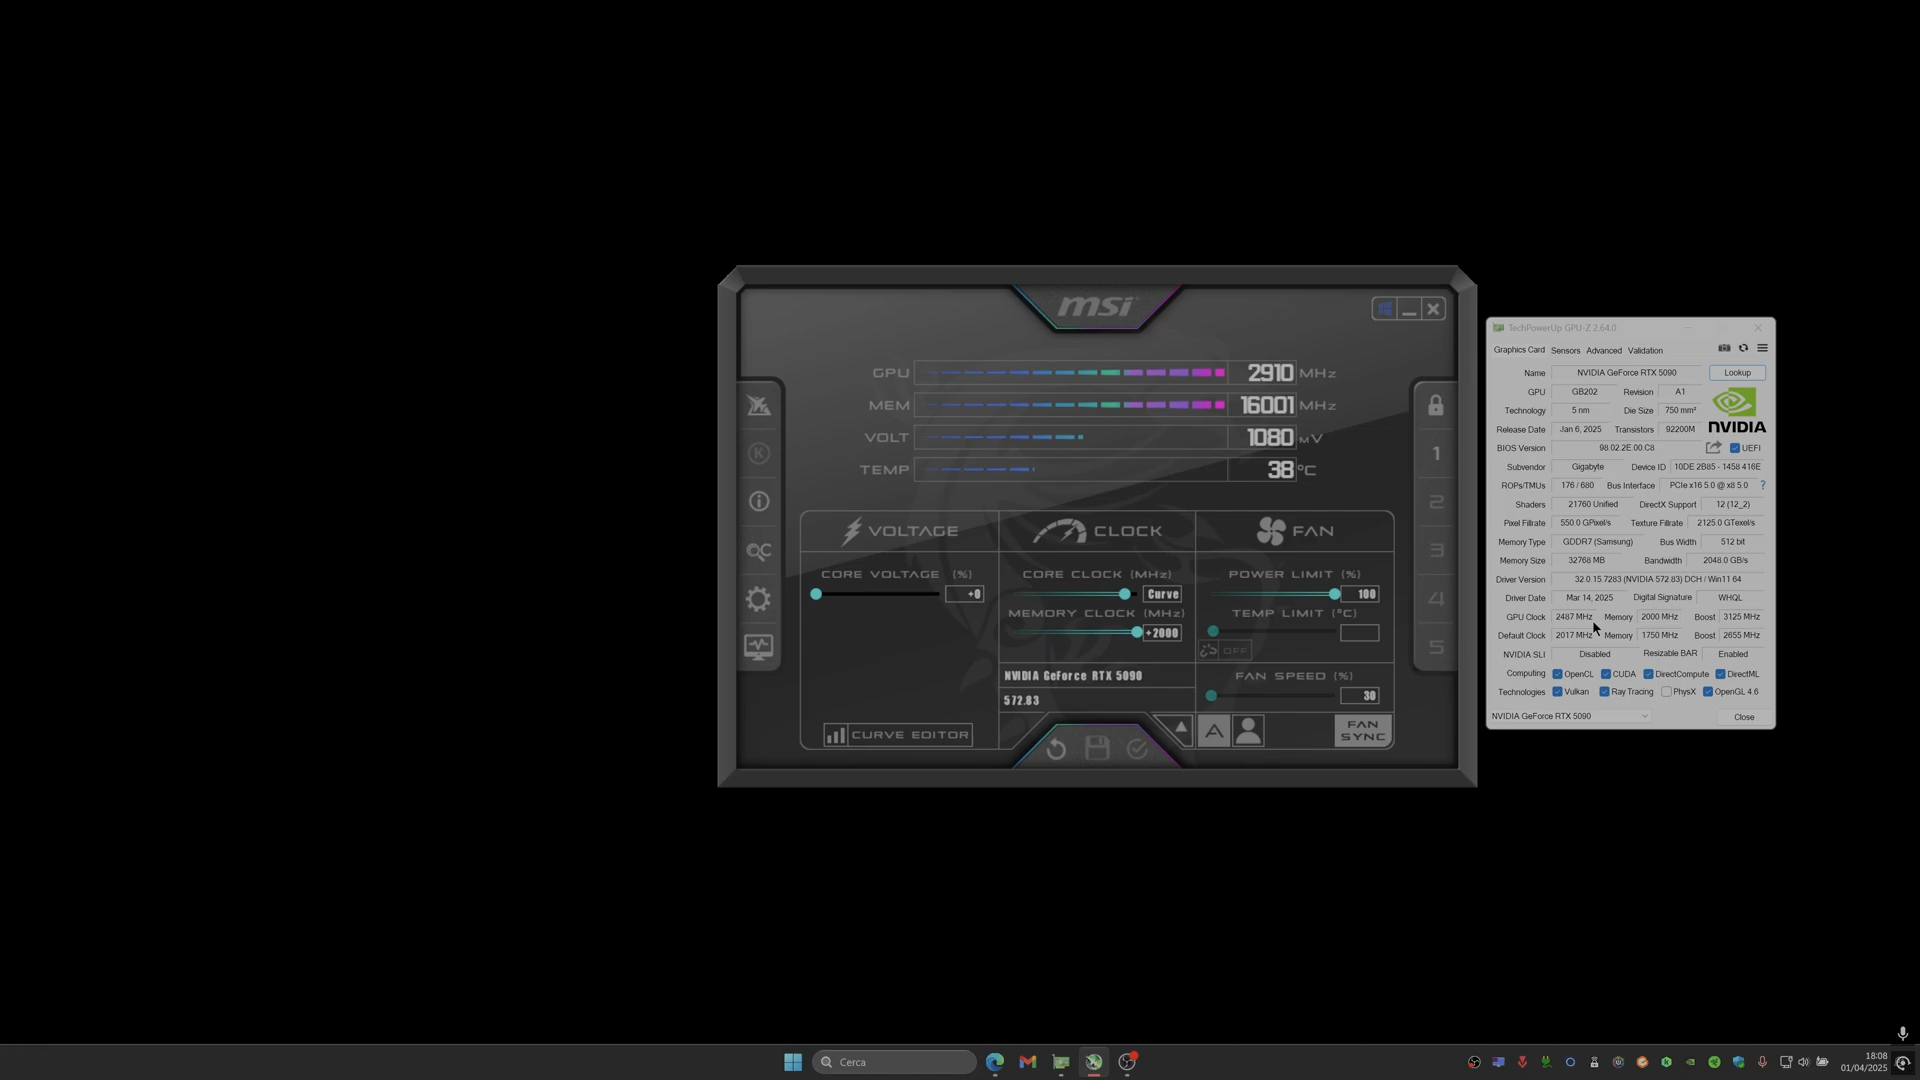 msi
GPU 2910 MHz
MEM 16001 MHz
VOLT 1080 MV
TEMP 38 °C
K
OC
1
2
3
4
5
VOLTAGE
CORE VOLTAGE (%)
+0
CURVE EDITOR
CLOCK
CORE CLOCK (MHz)
Curve
MEMORY CLOCK (MHz)
+2000
NVIDIA GeForce RTX 5090
572.83
FAN
POWER LIMIT (%)
100
TEMP LIMIT (°C)
OFF
FAN SPEED (%)
30
A
FAN
SYNC
TechPowerUp GPU-Z 2.64.0
Graphics Card Sensors Advanced Validation
Name NVIDIA GeForce RTX 5090 Lookup
GPU GB202 Revision A1
Technology 5 nm Die Size 750 mm²
Release Date Jan 6, 2025 Transistors 92200M
NVIDIA
BIOS Version 98.02.2E.00.C8 UEFI
Subvendor Gigabyte Device ID 10DE 2B85 - 1458 416E
ROPs/TMUs 176 / 680 Bus Interface PCIe x16 5.0 @ x8 5.0 ?
Shaders 21760 Unified DirectX Support 12 (12_2)
Pixel Fillrate 550.0 GPixel/s Texture Fillrate 2125.0 GTexel/s
Memory Type GDDR7 (Samsung) Bus Width 512 bit
Memory Size 32768 MB Bandwidth 2048.0 GB/s
Driver Version 32.0.15.7283 (NVIDIA 572.83) DCH / Win11 64
Driver Date Mar 14, 2025 Digital Signature WHQL
GPU Clock 2487 MHz Memory 2000 MHz Boost 3125 MHz
Default Clock 2017 MHz Memory 1750 MHz Boost 2655 MHz
NVIDIA SLI Disabled Resizable BAR Enabled
Computing OpenCL CUDA DirectCompute DirectML
Technologies Vulkan Ray Tracing PhysX OpenGL 4.6
NVIDIA GeForce RTX 5090 Close
Cerca
18:08
01/04/2025